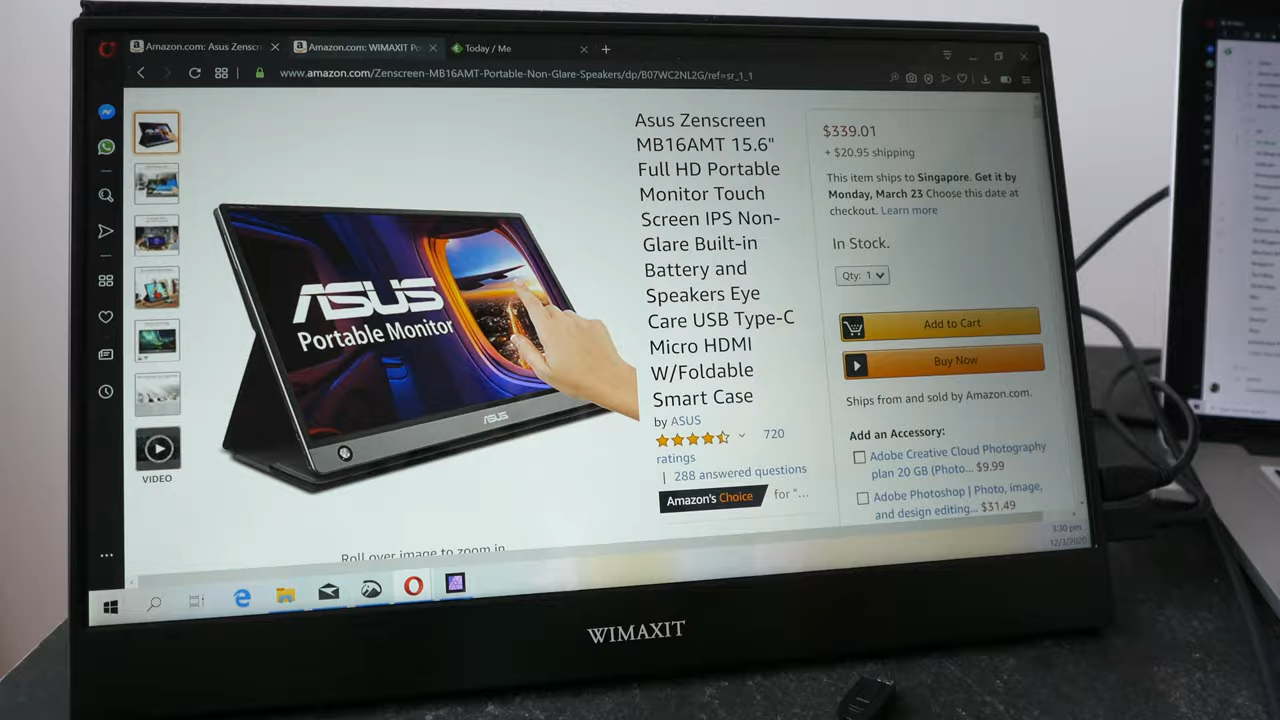 Amazon.com: Asus Zenscr
Amazon.com: WIMAXIT Po
Today / Me
www.amazon.com/Zenscreen-MB16AMT-Portable-Non-Glare-Speakers/dp/B07WC2NL2G/ref=sr_1_1
VIDEO
ASUS
Portable Monitor
ASUS
Roll over image to zoom in
Asus Zenscreen
MB16AMT 15.6"
Full HD Portable
Monitor Touch
Screen IPS Non-
Glare Built-in
Battery and
Speakers Eye
Care USB Type-C
Micro HDMI
W/Foldable
Smart Case
by ASUS
720
ratings
| 288 answered questions
Amazon's Choice for "...
$339.01
+ $20.95 shipping
This item ships to Singapore. Get it by
Monday, March 23 Choose this date at
checkout. Learn more
In Stock.
Qty: 1
Add to Cart
Buy Now
Ships from and sold by Amazon.com.
Add an Accessory:
Adobe Creative Cloud Photography
plan 20 GB (Photo... $9.99
Adobe Photoshop | Photo, image,
and design editing... $31.49
3:30 pm
12/3/2020
WIMAXIT